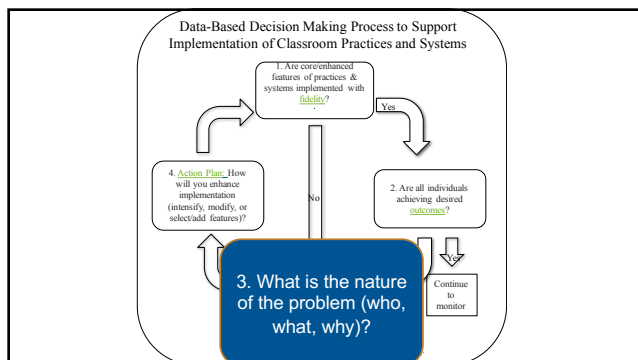 Data-Based Decision Making Process to Support
Implementation of Classroom Practices and Systems
1. Are core/enhanced
features of practices &
systems implemented with
fidelity?
Yes
4. Action Plan: How
will you enhance
implementation
(intensify, modify, or
select/add features)?
No
2. Are all individuals
achieving desired
outcomes?
Yes
Continue
to
monitor
3. What is the nature
of the problem (who,
what, why)?